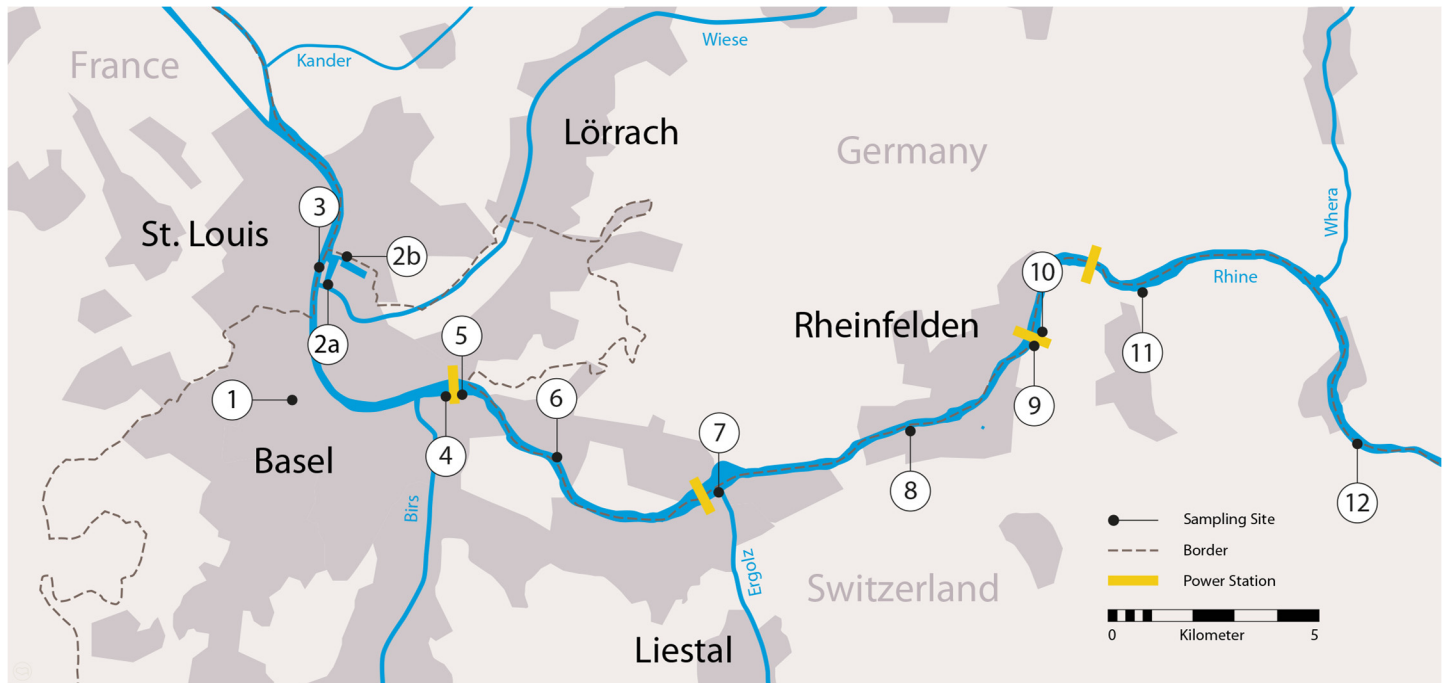 France
Kander
Wiese
Lörrach
Germany
Whera
3
St. Louis
2b
Rhine
10
Rheinfelden
5
2a
11
1
6
9
7
Basel
4
8
12
Birs
Ergolz
Switzerland
Liestal
Sampling Site
Border
Power Station
0 Kilometer 5